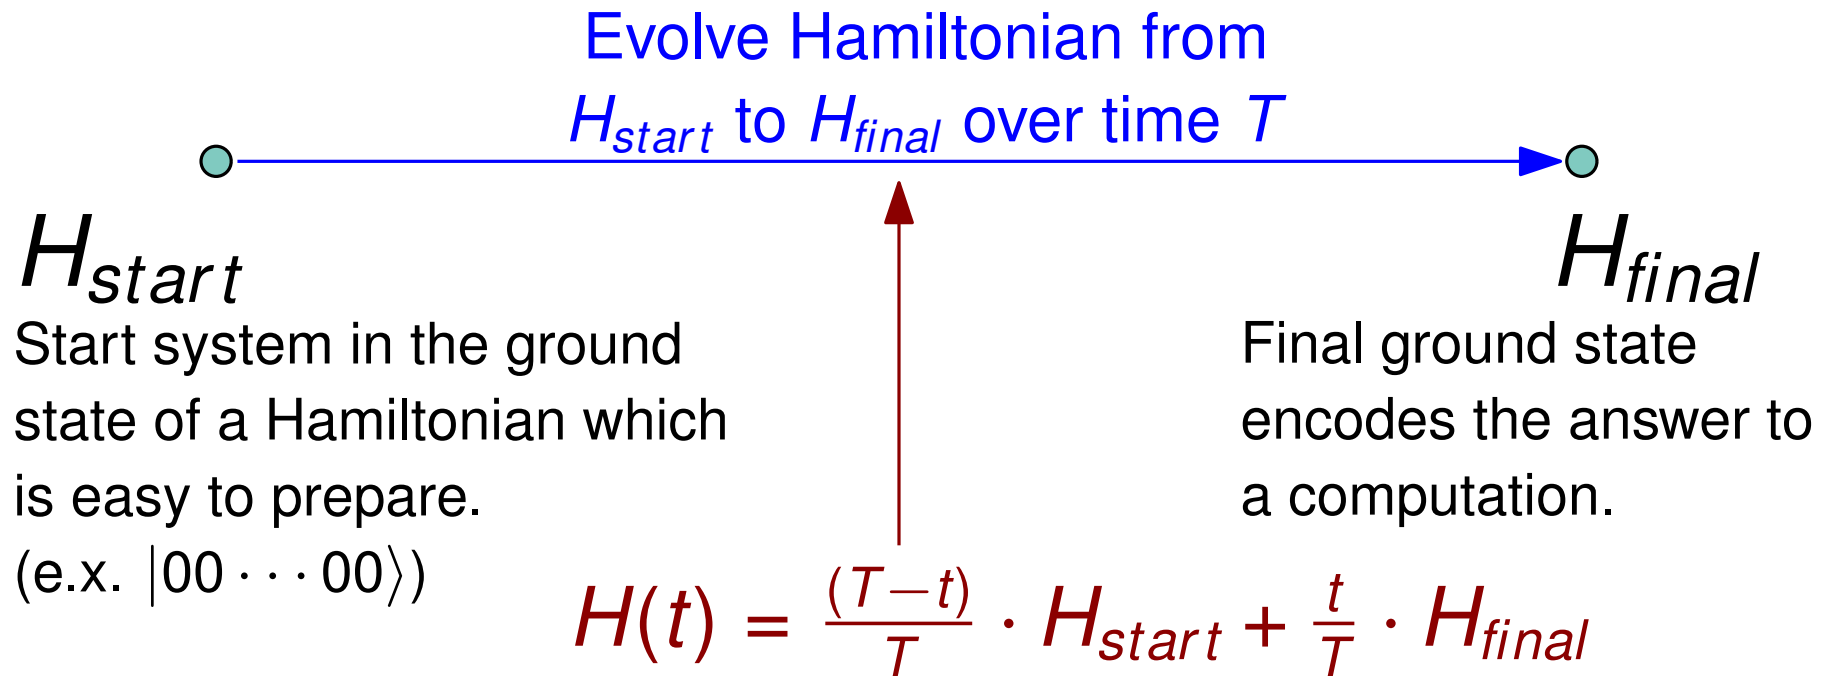 Evolve Hamiltonian from
H_start to H_final over time T
H_start
Start system in the ground
state of a Hamiltonian which
is easy to prepare.
(e.x. |00···00⟩)
H_final
Final ground state
encodes the answer to
a computation.
H(t) = (T−t)/T · H_start + t/T · H_final